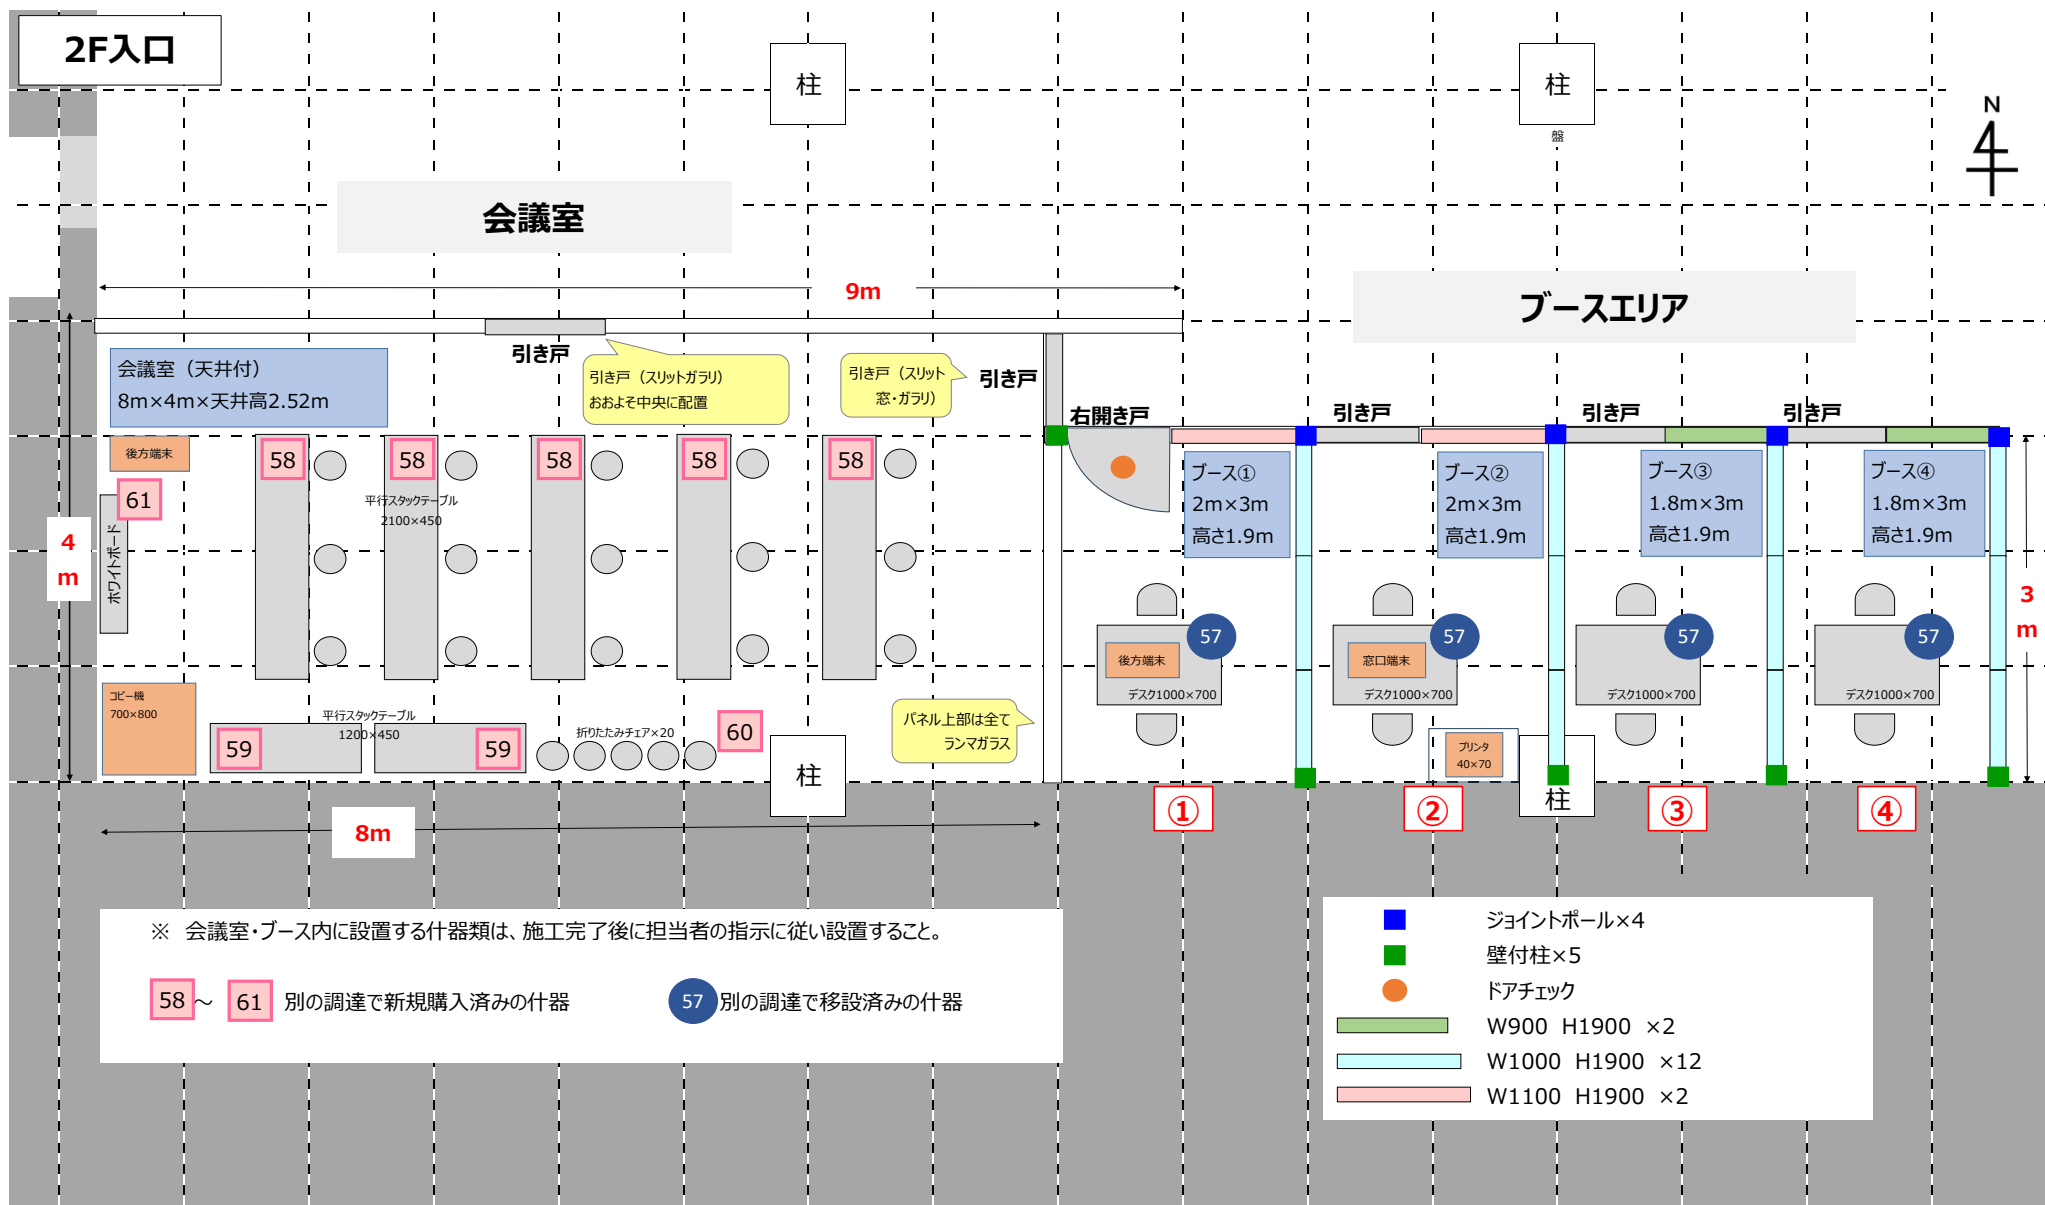 2F入口
柱
柱
盤
N
会議室
9m
ブースエリア
引き戸
会議室（天井付）
8m×4m×天井高2.52m
引き戸（スリットガラリ）
おおよそ中央に配置
引き戸（スリット
窓・ガラリ）
引き戸
右開き戸
引き戸
引き戸
引き戸
後方端末
58
58
58
58
58
61
平行スタックテーブル
2100×450
ホワイトボード
4
m
ブース①
2m×3m
高さ1.9m
ブース②
2m×3m
高さ1.9m
ブース③
1.8m×3m
高さ1.9m
ブース④
1.8m×3m
高さ1.9m
3
m
57
57
57
57
後方端末
窓口端末
デスク1000×700
デスク1000×700
デスク1000×700
デスク1000×700
コピー機
700×800
平行スタックテーブル
1200×450
59
59
折りたたみチェア×20
60
パネル上部は全て
ランマガラス
柱
プリンタ
40×70
柱
①
②
③
④
8m
※　会議室・ブース内に設置する什器類は、施工完了後に担当者の指示に従い設置すること。
58～61 別の調達で新規購入済みの什器
57 別の調達で移設済みの什器
ジョイントポール×4
壁付柱×5
ドアチェック
W900 H1900 ×2
W1000 H1900 ×12
W1100 H1900 ×2